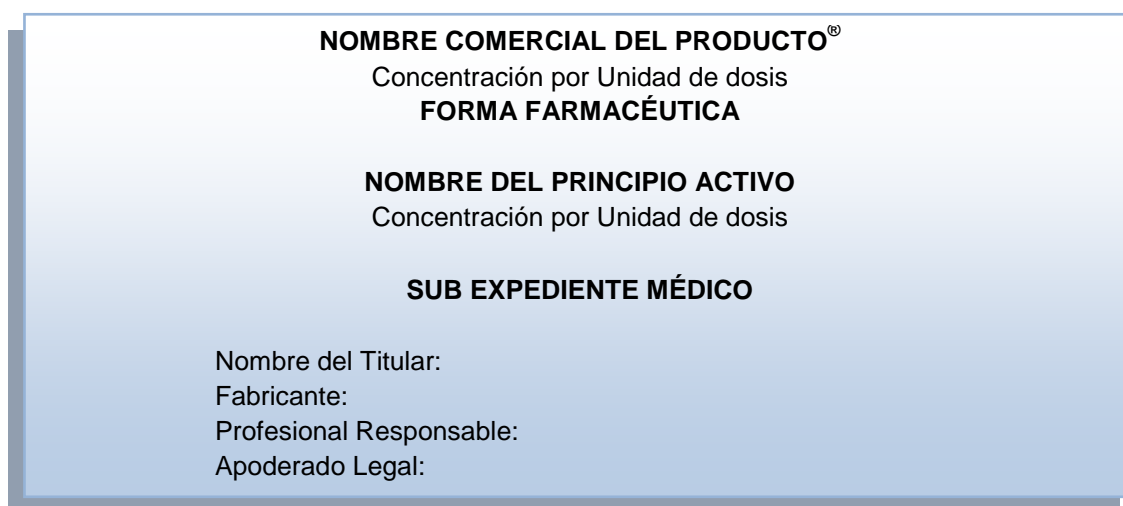 NOMBRE COMERCIAL DEL PRODUCTO®
Concentración por Unidad de dosis
FORMA FARMACÉUTICA
NOMBRE DEL PRINCIPIO ACTIVO
Concentración por Unidad de dosis
SUB EXPEDIENTE MÉDICO
Nombre del Titular:
Fabricante:
Profesional Responsable:
Apoderado Legal: